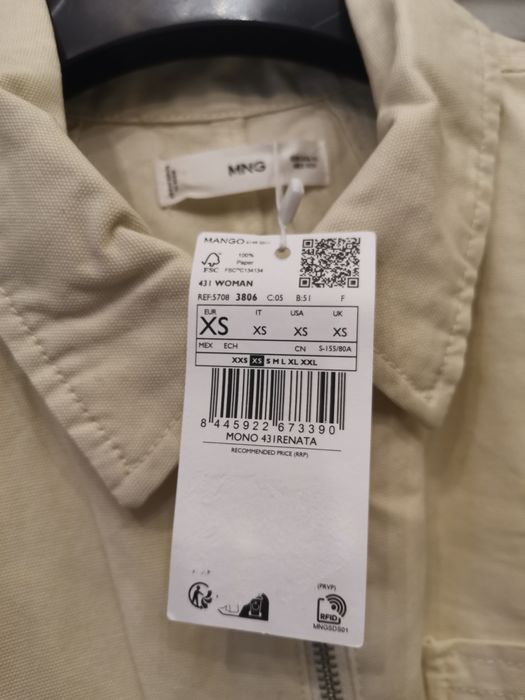 MNG
MANGO
FSC
100%
Paper
FSC®C134134
431 WOMAN
REF:5708 3806 C:05 B:51 F
EUR IT USA UK
XS XS XS XS
MEX ECH CN S-155/80A
XXS XS S M L XL XXL
8 445922 673390
MONO 431RENATA
RECOMMENDED PRICE (RRP)
(PRVP)
RFID
MNGSDS01